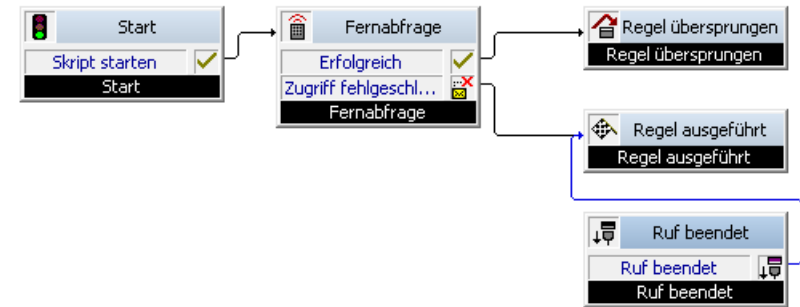 Start
Skript starten
Start
Fernabfrage
Erfolgreich
Zugriff fehlgeschl...
Fernabfrage
Regel übersprungen
Regel übersprungen
Regel ausgeführt
Regel ausgeführt
Ruf beendet
Ruf beendet
Ruf beendet